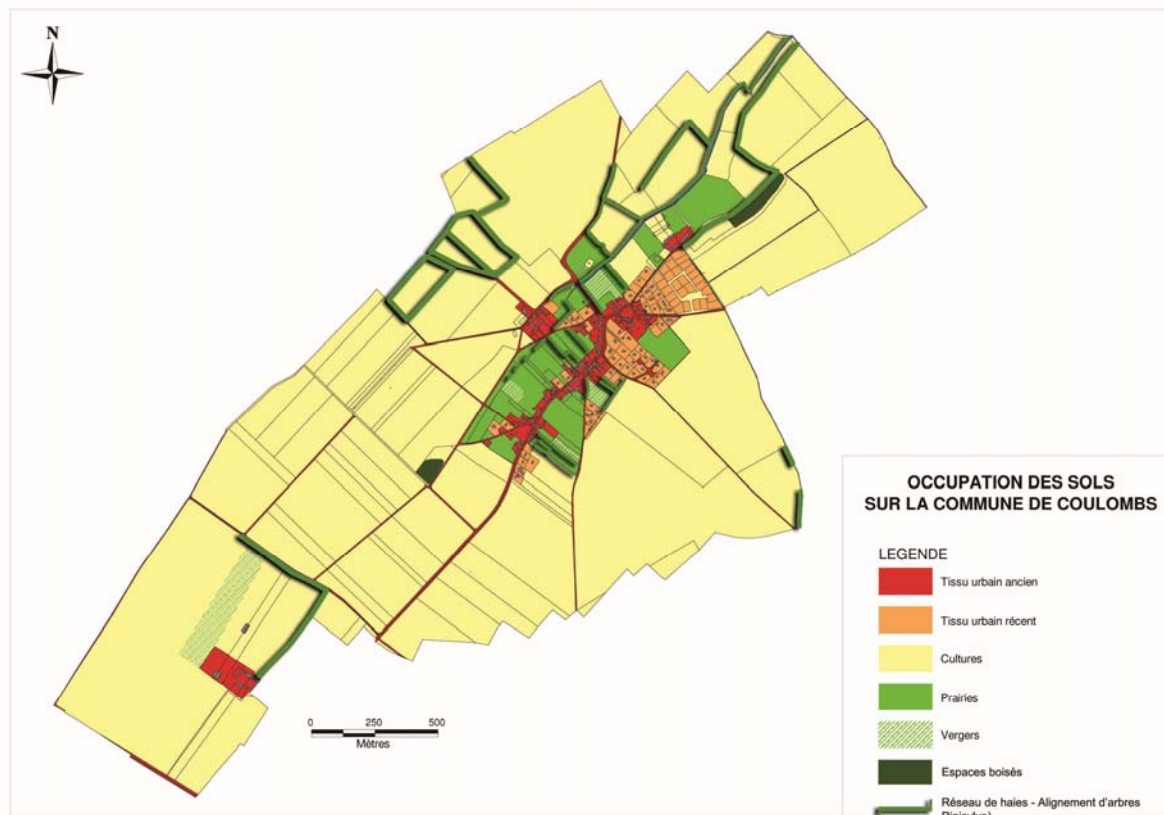 N
0 250 500
Mètres
OCCUPATION DES SOLS
SUR LA COMMUNE DE COULOMBS
LEGENDE
Tissu urbain ancien
Tissu urbain récent
Cultures
Prairies
Vergers
Espaces boisés
Réseau de haies - Alignement d'arbres